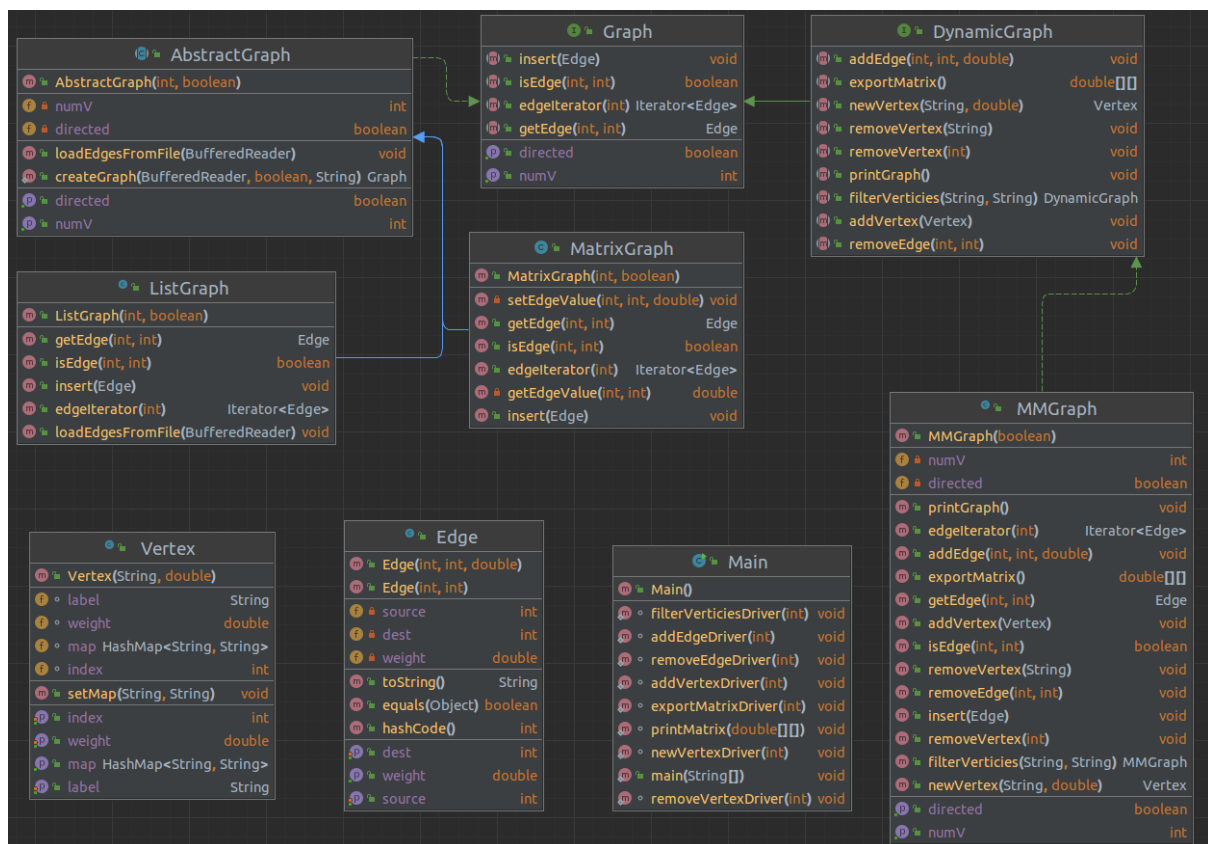 AbstractGraph
AbstractGraph(int, boolean)
numV int
directed boolean
loadEdgesFromFile(BufferedReader) void
createGraph(BufferedReader, boolean, String) Graph
directed boolean
numV int
Graph
insert(Edge) void
isEdge(int, int) boolean
edgeIterator(int) Iterator<Edge>
getEdge(int, int) Edge
directed boolean
numV int
DynamicGraph
addEdge(int, int, double) void
exportMatrix() double[][]
newVertex(String, double) Vertex
removeVertex(String) void
removeVertex(int) void
printGraph() void
filterVerticies(String, String) DynamicGraph
addVertex(Vertex) void
removeEdge(int, int) void
ListGraph
ListGraph(int, boolean)
getEdge(int, int) Edge
isEdge(int, int) boolean
insert(Edge) void
edgeIterator(int) Iterator<Edge>
loadEdgesFromFile(BufferedReader) void
MatrixGraph
MatrixGraph(int, boolean)
setEdgeValue(int, int, double) void
getEdge(int, int) Edge
isEdge(int, int) boolean
edgeIterator(int) Iterator<Edge>
getEdgeValue(int, int) double
insert(Edge) void
MMGraph
MMGraph(boolean)
numV int
directed boolean
printGraph() void
edgeIterator(int) Iterator<Edge>
addEdge(int, int, double) void
exportMatrix() double[][]
getEdge(int, int) Edge
addVertex(Vertex) void
isEdge(int, int) boolean
removeVertex(String) void
removeEdge(int, int) void
insert(Edge) void
removeVertex(int) void
filterVerticies(String, String) MMGraph
newVertex(String, double) Vertex
directed boolean
numV int
Vertex
Vertex(String, double)
label String
weight double
map HashMap<String, String>
index int
setMap(String, String) void
index int
weight double
map HashMap<String, String>
label String
Edge
Edge(int, int, double)
Edge(int, int)
source int
dest int
weight double
toString() String
equals(Object) boolean
hashCode() int
dest int
weight double
source int
Main
Main()
filterVerticiesDriver(int) void
addEdgeDriver(int) void
removeEdgeDriver(int) void
addVertexDriver(int) void
exportMatrixDriver(int) void
printMatrix(double[][]) void
newVertexDriver(int) void
main(String[]) void
removeVertexDriver(int) void